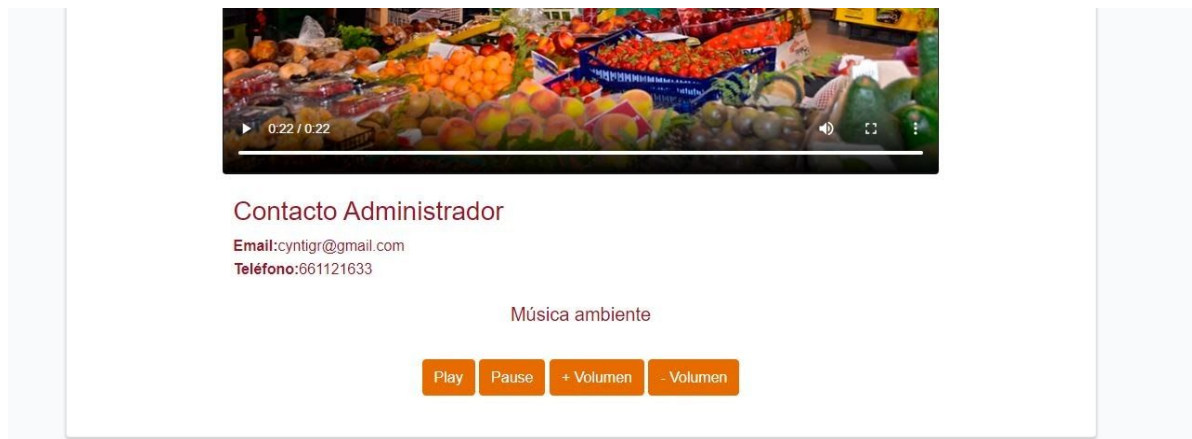 0:22 / 0:22
Contacto Administrador
Email:cyntigr@gmail.com
Teléfono:661121633
Música ambiente
Play Pause + Volumen - Volumen